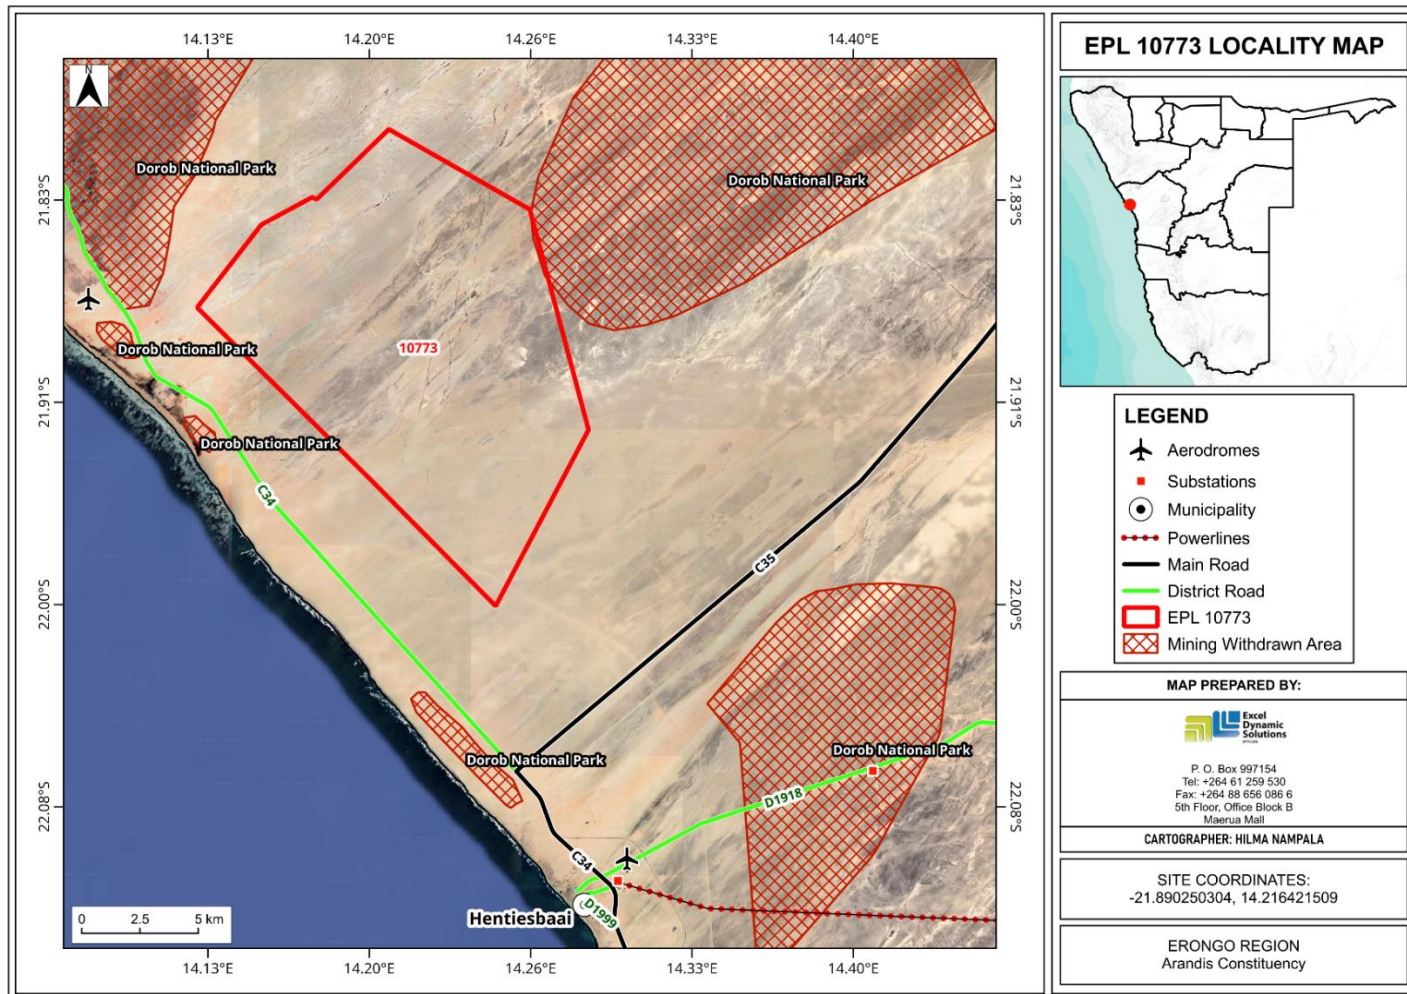 EPL 10773 LOCALITY MAP
14.13°E 14.20°E 14.26°E 14.33°E 14.40°E
N
Dorob National Park
Dorob National Park
21.83°S
21.83°S
10773
Dorob National Park
21.91°S
21.91°S
Dorob National Park
C34
C35
22.00°S
22.00°S
Dorob National Park
Dorob National Park
D1918
22.08°S
22.08°S
C34
D1999
Hentiesbaai
0 2.5 5 km
14.13°E 14.20°E 14.26°E 14.33°E 14.40°E
LEGEND
Aerodromes
Substations
Municipality
Powerlines
Main Road
District Road
EPL 10773
Mining Withdrawn Area
MAP PREPARED BY:
Excel
Dynamic
Solutions
P. O. Box 997154
Tel: +264 61 259 530
Fax: +264 88 656 086 6
5th Floor, Office Block B
Maerua Mall
CARTOGRAPHER: HILMA NAMPALA
SITE COORDINATES:
-21.890250304, 14.216421509
ERONGO REGION
Arandis Constituency